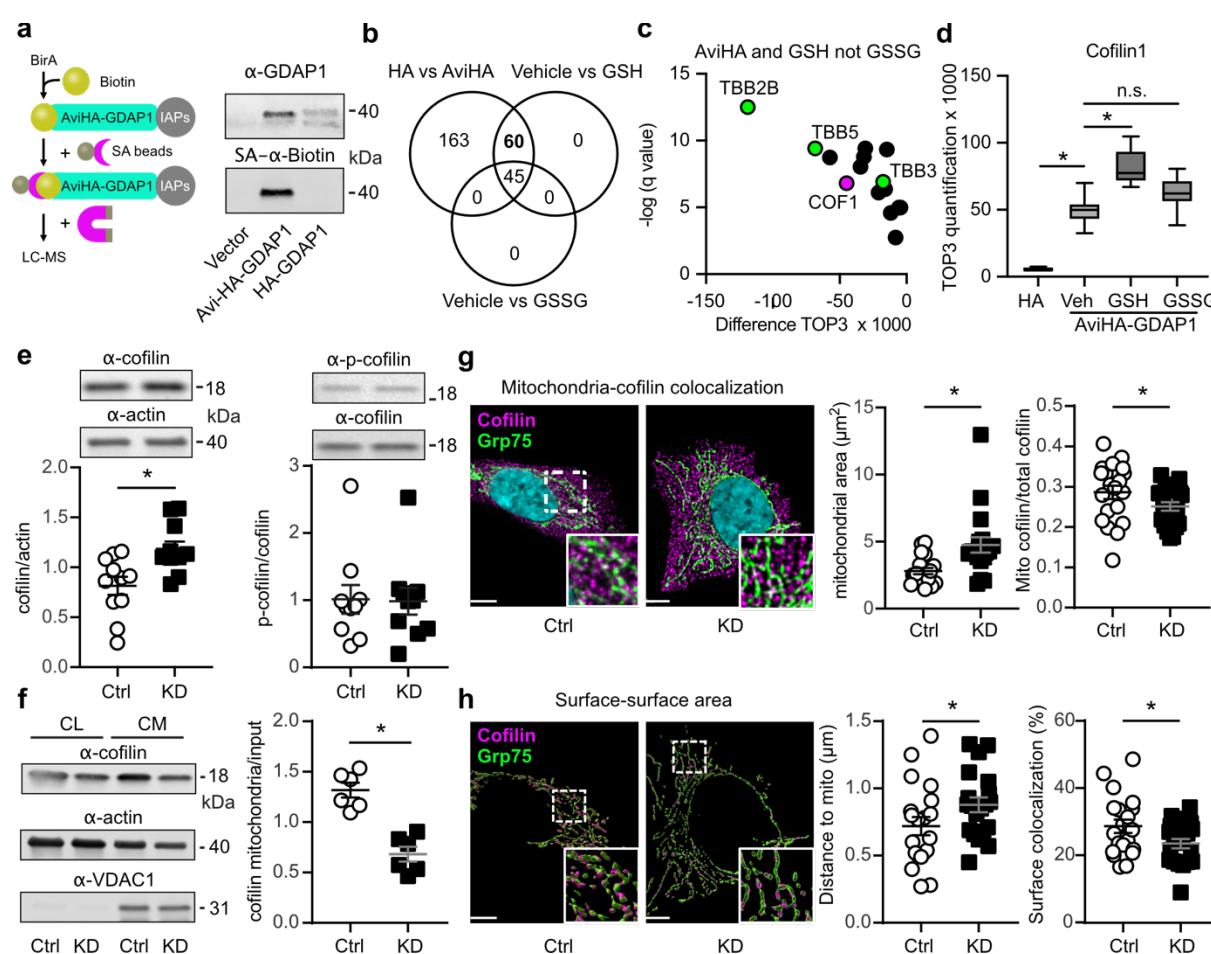 a
BirA
Biotin
AviHA-GDAP1
IAPs
+
SA beads
AviHA-GDAP1
IAPs
+
LC-MS
α-GDAP1
-40
SA-α-Biotin
kDa
-40
Vector
Avi-HA-GDAP1
HA-GDAP1
b
HA vs AviHA
Vehicle vs GSH
163
60
0
45
0
0
0
Vehicle vs GSSG
c
AviHA and GSH not GSSG
-log (q value)
15
10
5
0
TBB2B
TBB5
TBB3
COF1
-150
-100
-50
0
Difference TOP3 x 1000
d
Cofilin1
TOP3 quantification x 1000
150
100
50
0
n.s.
*
*
HA
Veh
GSH
GSSG
AviHA-GDAP1
e
α-cofilin
-18
kDa
α-actin
-40
cofilin/actin
2.0
1.5
1.0
0.5
0.0
*
Ctrl
KD
α-p-cofilin
-18
α-cofilin
-18
p-cofilin/cofilin
3
2
1
0
Ctrl
KD
f
CL
CM
α-cofilin
-18
kDa
α-actin
-40
α-VDAC1
-31
Ctrl
KD
Ctrl
KD
cofilin mitochondria/input
2.0
1.5
1.0
0.5
0.0
*
Ctrl
KD
g
Mitochondria-cofilin colocalization
Cofilin
Grp75
Ctrl
KD
mitochondrial area (µm²)
15
10
5
0
*
Ctrl
KD
Mito cofilin/total cofilin
0.5
0.4
0.3
0.2
0.1
0.0
*
Ctrl
KD
h
Surface-surface area
Cofilin
Grp75
Ctrl
KD
Distance to mito (µm)
1.5
1.0
0.5
0.0
*
Ctrl
KD
Surface colocalization (%)
60
40
20
0
*
Ctrl
KD